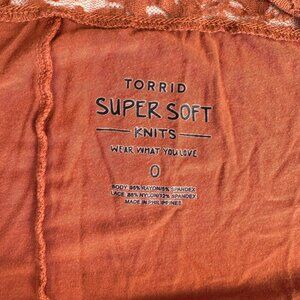 TORRID
SUPER SOFT
KNITS
WEAR WHAT YOU LOVE
0
BODY: 95% RAYON/5% SPANDEX
LACE: 88% NYLON/12% SPANDEX
MADE IN PHILIPPINES